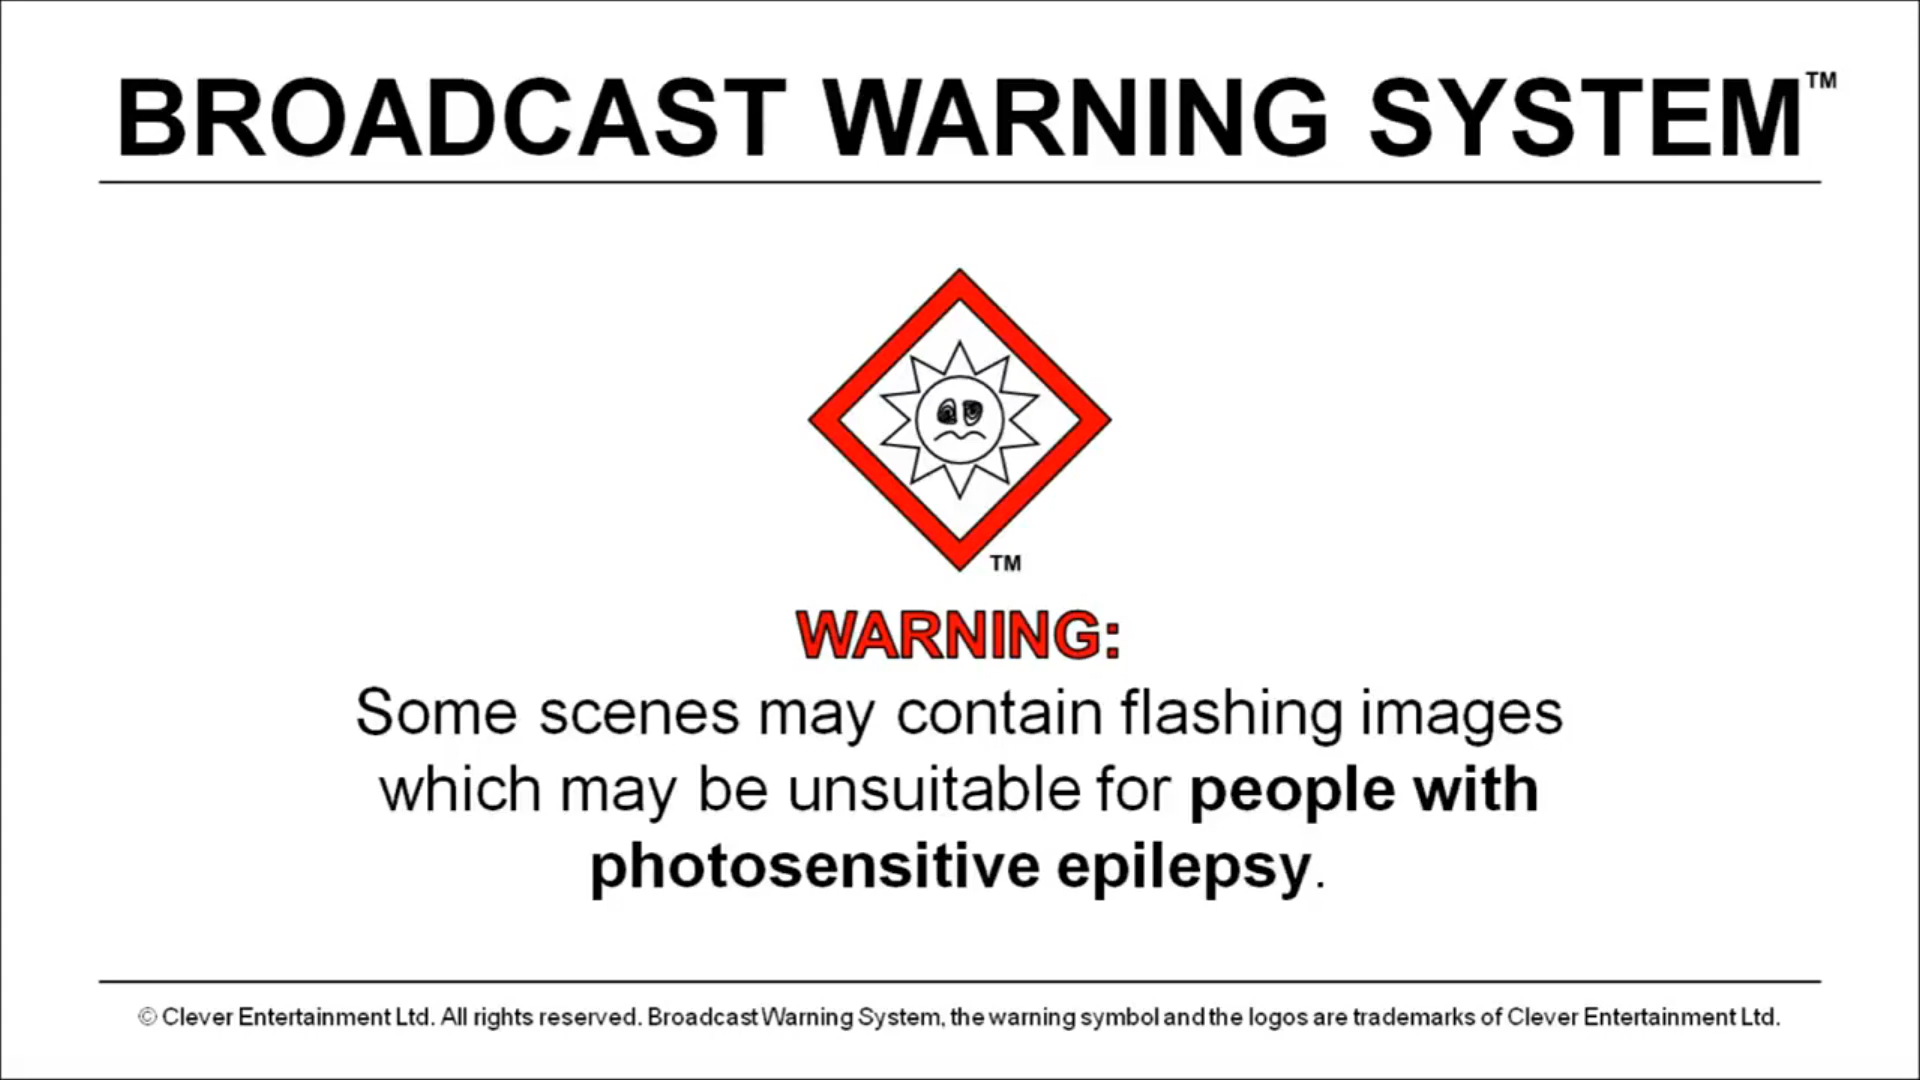 BROADCAST WARNING SYSTEM™
TM
WARNING:
Some scenes may contain flashing images
which may be unsuitable for people with
photosensitive epilepsy.
© Clever Entertainment Ltd. All rights reserved. Broadcast Warning System, the warning symbol and the logos are trademarks of Clever Entertainment Ltd.